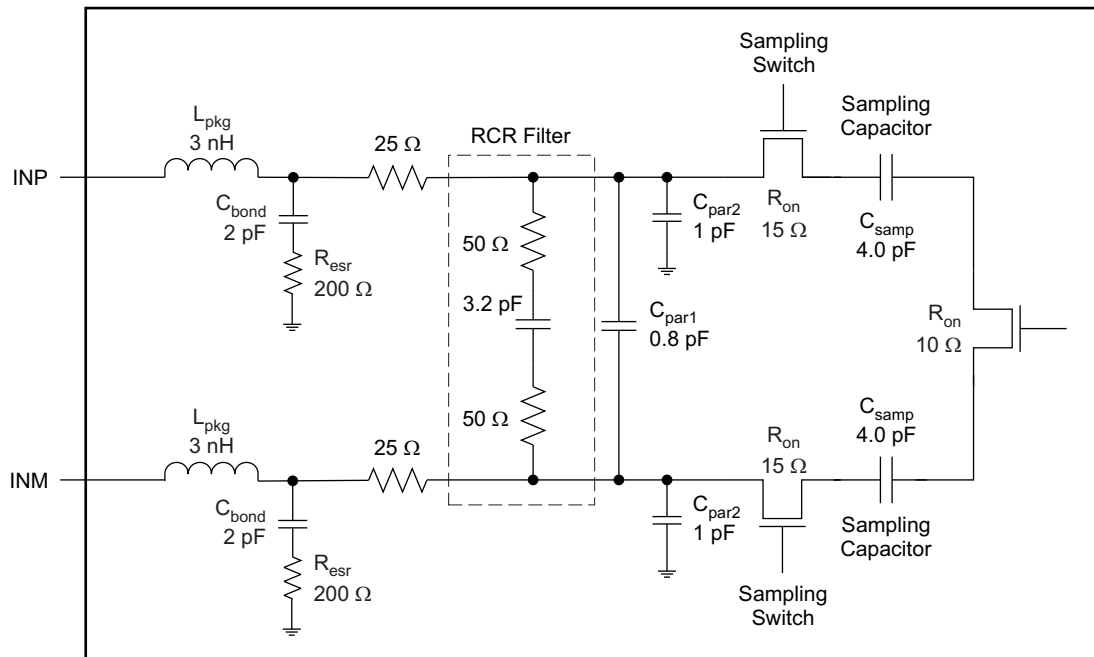 Sampling
Switch
Sampling
Capacitor
L_pkg
3 nH
25 Ω
RCR Filter
INP
C_bond
2 pF
R_esr
200 Ω
50 Ω
3.2 pF
50 Ω
C_par1
0.8 pF
C_par2
1 pF
R_on
15 Ω
C_samp
4.0 pF
R_on
10 Ω
L_pkg
3 nH
25 Ω
INM
C_bond
2 pF
R_esr
200 Ω
C_par2
1 pF
R_on
15 Ω
C_samp
4.0 pF
Sampling
Capacitor
Sampling
Switch